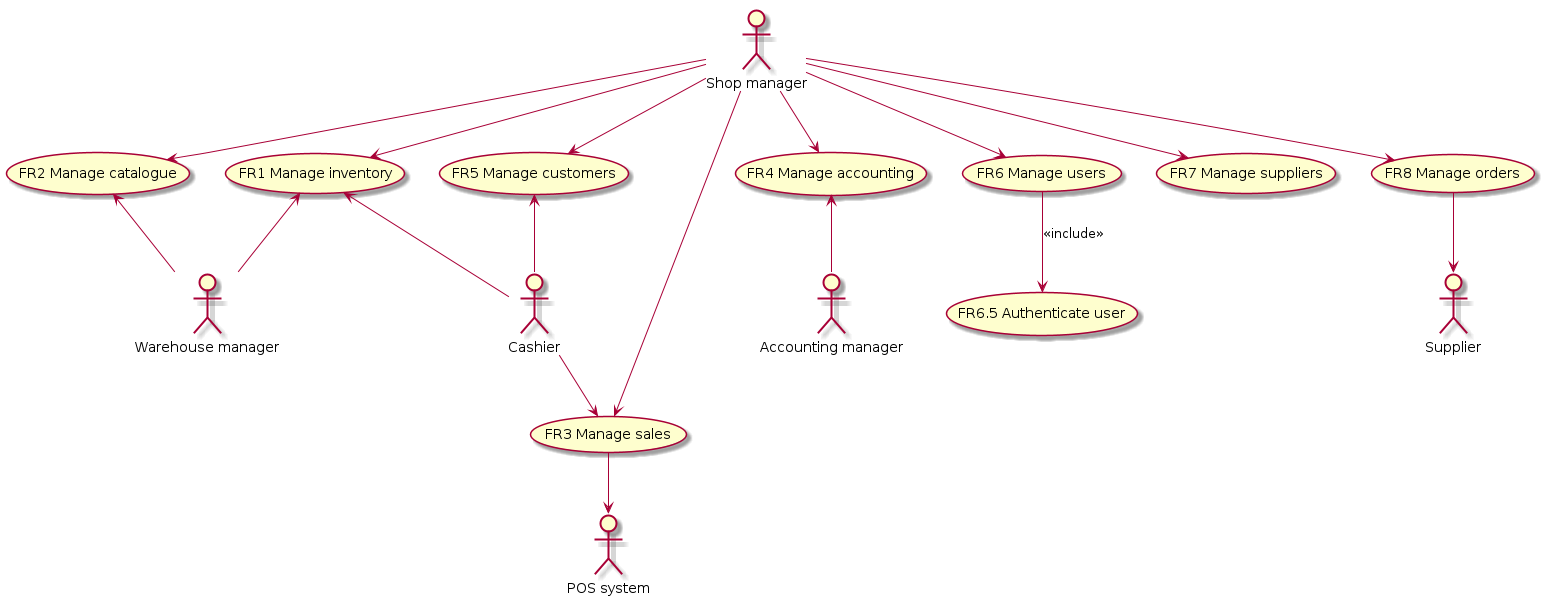 Shop manager
FR2 Manage catalogue
FR1 Manage inventory
FR5 Manage customers
FR4 Manage accounting
FR6 Manage users
FR7 Manage suppliers
FR8 Manage orders
«include»
FR6.5 Authenticate user
Warehouse manager
Cashier
Accounting manager
Supplier
FR3 Manage sales
POS system